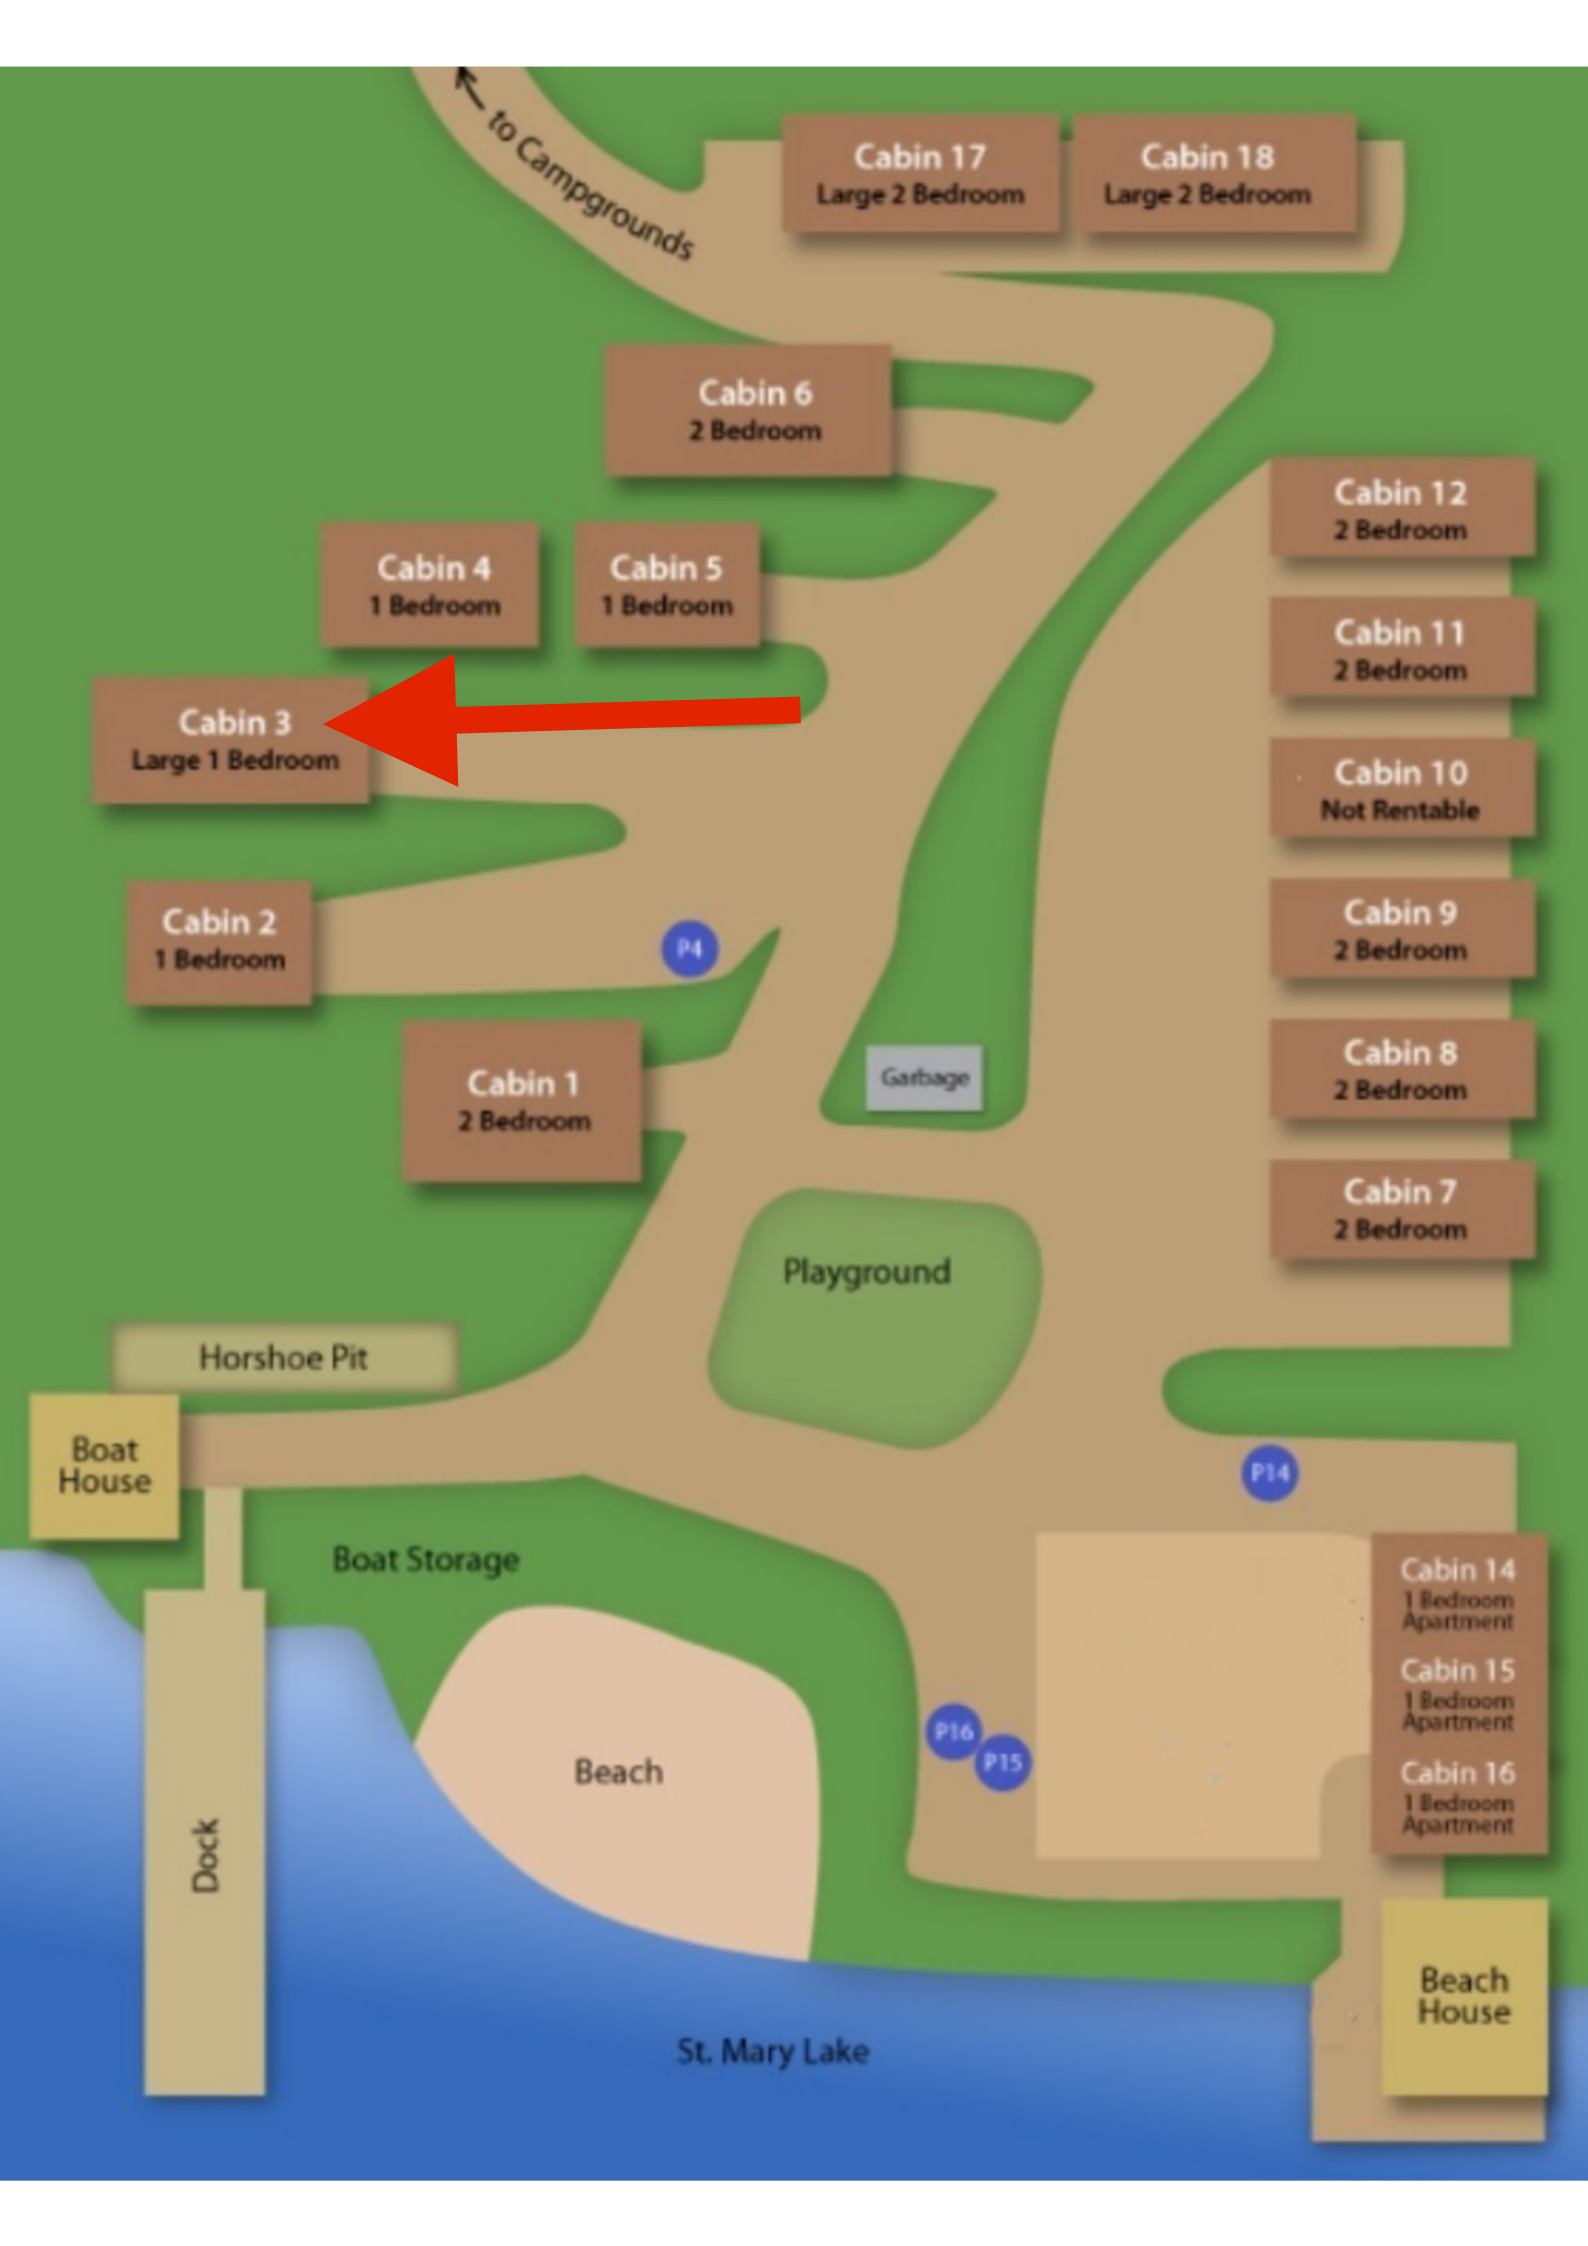 to Campgrounds
Cabin 17
Large 2 Bedroom
Cabin 18
Large 2 Bedroom
Cabin 6
2 Bedroom
Cabin 12
2 Bedroom
Cabin 4
1 Bedroom
Cabin 5
1 Bedroom
Cabin 11
2 Bedroom
Cabin 3
Large 1 Bedroom
Cabin 10
Not Rentable
Cabin 2
1 Bedroom
P4
Cabin 9
2 Bedroom
Cabin 1
2 Bedroom
Garbage
Cabin 8
2 Bedroom
Cabin 7
2 Bedroom
Playground
Horshoe Pit
Boat
House
P14
Boat Storage
Cabin 14
1 Bedroom
Apartment
Cabin 15
1 Bedroom
Apartment
Cabin 16
1 Bedroom
Apartment
P16
P15
Beach
Dock
Beach
House
St. Mary Lake